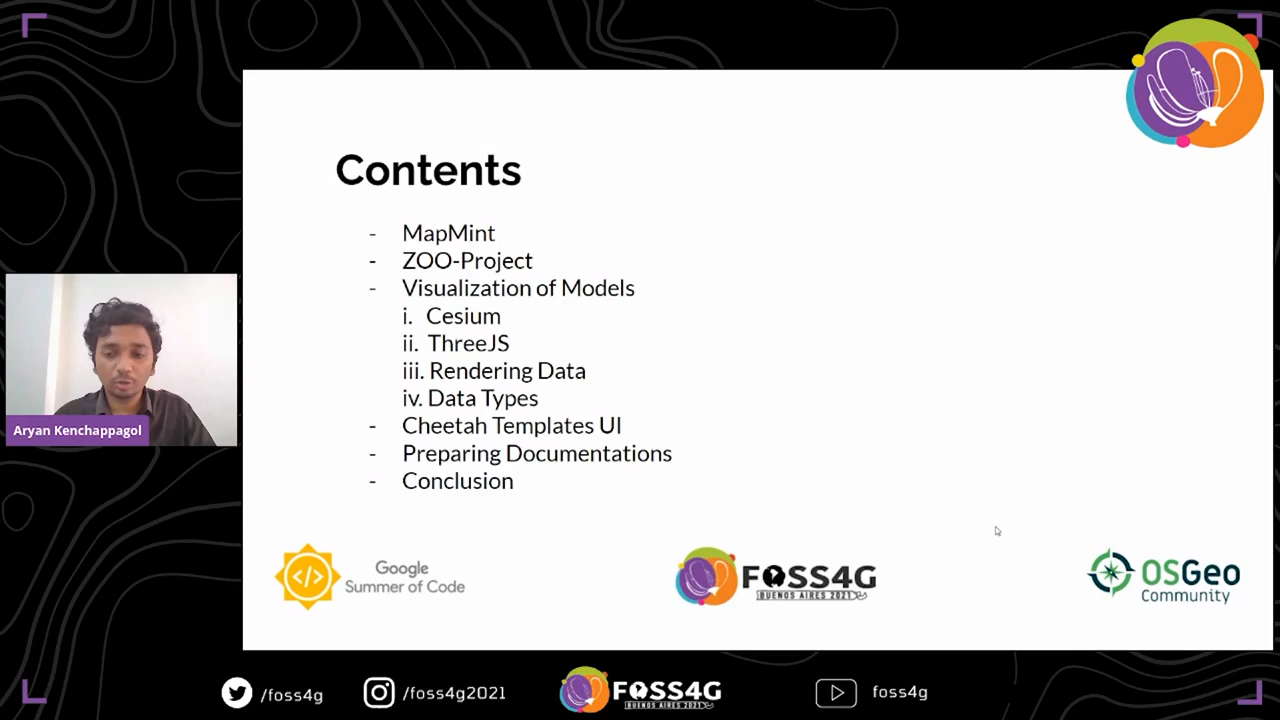 Contents
- MapMint
- ZOO-Project
- Visualization of Models
i. Cesium
ii. ThreeJS
iii. Rendering Data
iv. Data Types
- Cheetah Templates UI
- Preparing Documentations
- Conclusion
Aryan Kenchappagol
Google
Summer of Code
FOSS4G
BUENOS AIRES 2021
OSGeo
Community
/foss4g
/foss4g2021
FOSS4G
BUENOS AIRES 2021
foss4g